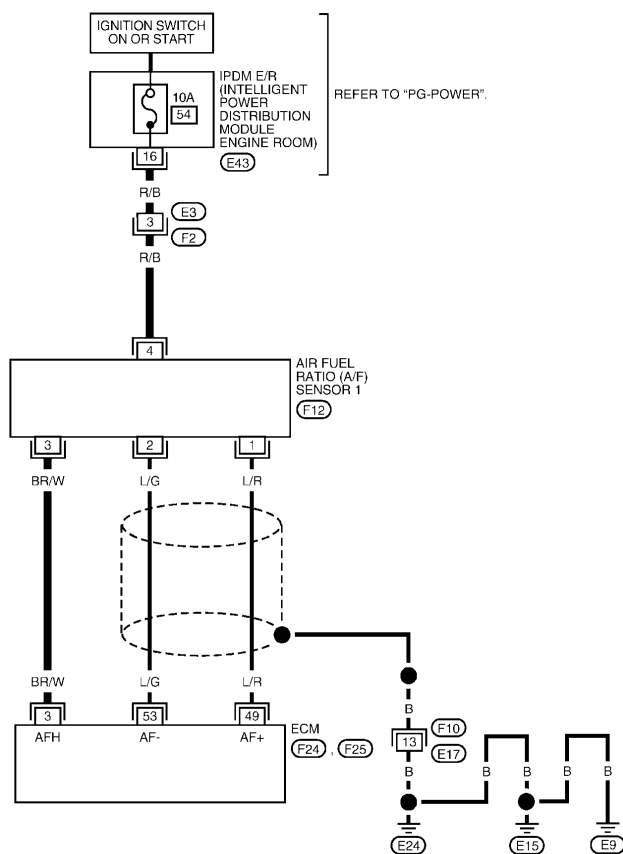 IGNITION SWITCH
ON OR START
IPDM E/R
(INTELLIGENT
POWER
DISTRIBUTION
MODULE
ENGINE ROOM)
E43
REFER TO "PG-POWER".
10A
54
16
R/B
3
E3
F2
R/B
4
AIR FUEL
RATIO (A/F)
SENSOR 1
F12
3 2 1
BR/W L/G L/R
BR/W L/G L/R
3 53 49
AFH AF- AF+
ECM
F24 , F25
B
13
F10
E17
B B B B B
E24 E15 E9